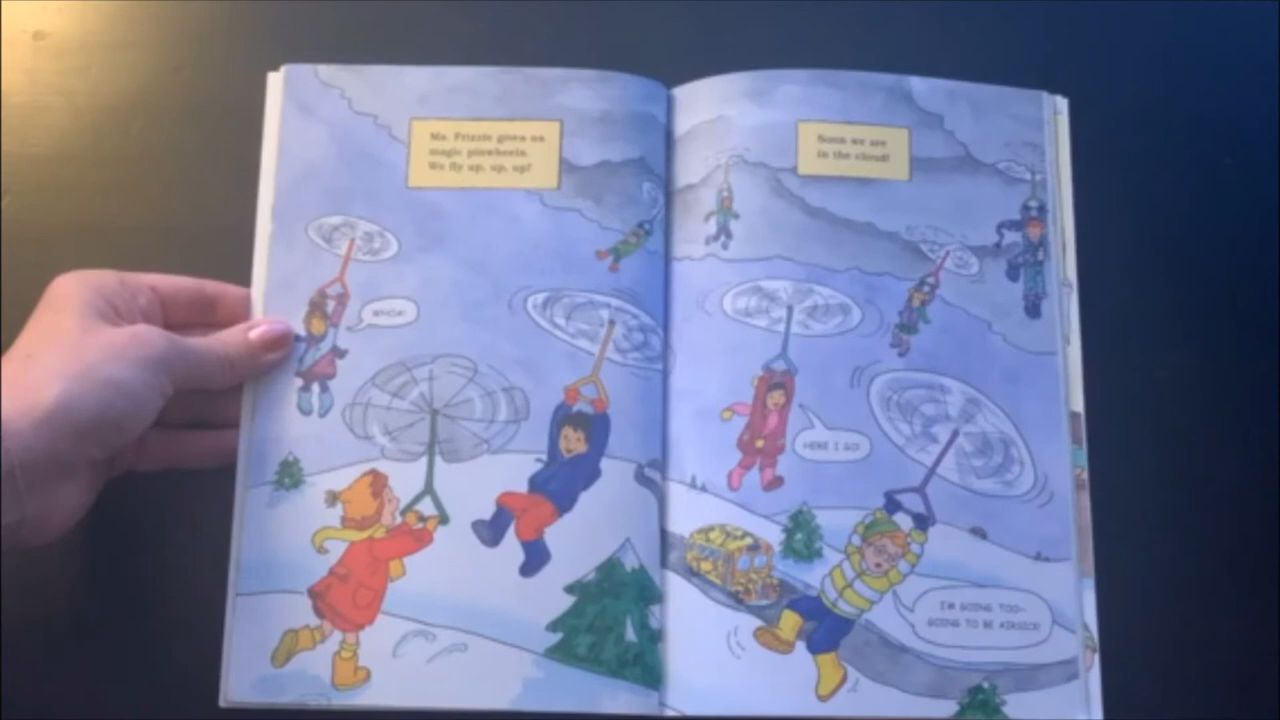 Ms. Frizzle gives us
magic pinwheels.
We fly up, up, up!
WHOA!
Soon we are
in the cloud!
HERE I GO!
I'M GOING TOO–
GOING TO BE AIRSICK!